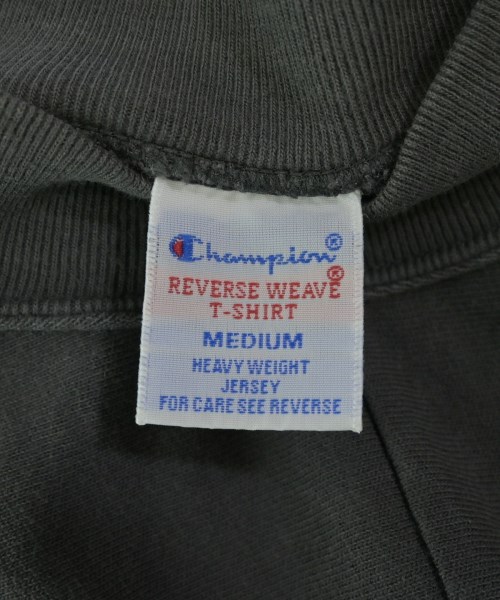 Champion®
REVERSE WEAVE®
T-SHIRT
MEDIUM
HEAVY WEIGHT
JERSEY
FOR CARE SEE REVERSE